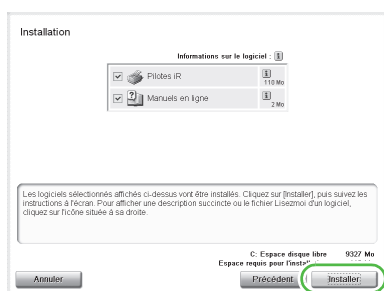 Installation
Informations sur le logiciel :
Pilotes iR
110 Mo
Manuels en ligne
2 Mo
Les logiciels sélectionnés affichés ci-dessus vont être installés. Cliquez sur [Installer], puis suivez les
instructions à l'écran. Pour afficher une description succincte ou le fichier Lisezmoi d'un logiciel,
cliquez sur l'icône située à sa droite.
C: Espace disque libre 9327 Mo
Espace requis pour
Annuler Précédent Installer